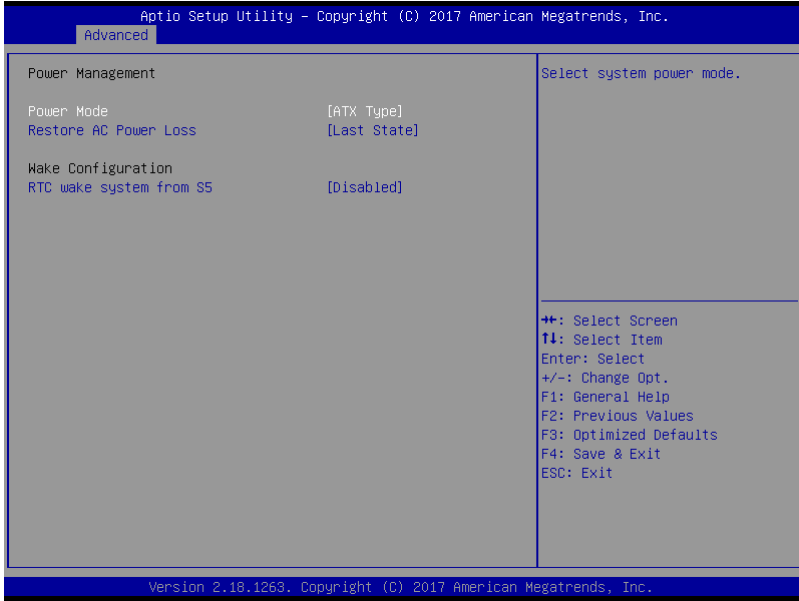 Aptio Setup Utility – Copyright (C) 2017 American Megatrends, Inc.
Advanced
Power Management
Power Mode [ATX Type]
Restore AC Power Loss [Last State]
Wake Configuration
RTC wake system from S5 [Disabled]
Select system power mode.
→←: Select Screen
↑↓: Select Item
Enter: Select
+/-: Change Opt.
F1: General Help
F2: Previous Values
F3: Optimized Defaults
F4: Save & Exit
ESC: Exit
Version 2.18.1263. Copyright (C) 2017 American Megatrends, Inc.